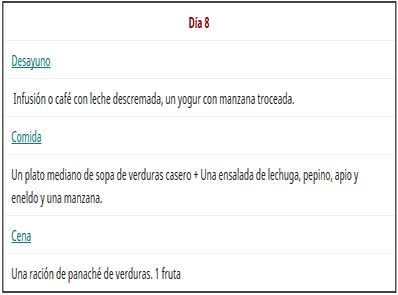 Día 8
Desayuno
Infusión o café con leche descremada, un yogur con manzana troceada.
Comida
Un plato mediano de sopa de verduras casero + Una ensalada de lechuga, pepino, apio y
eneldo y una manzana.
Cena
Una ración de panaché de verduras. 1 fruta